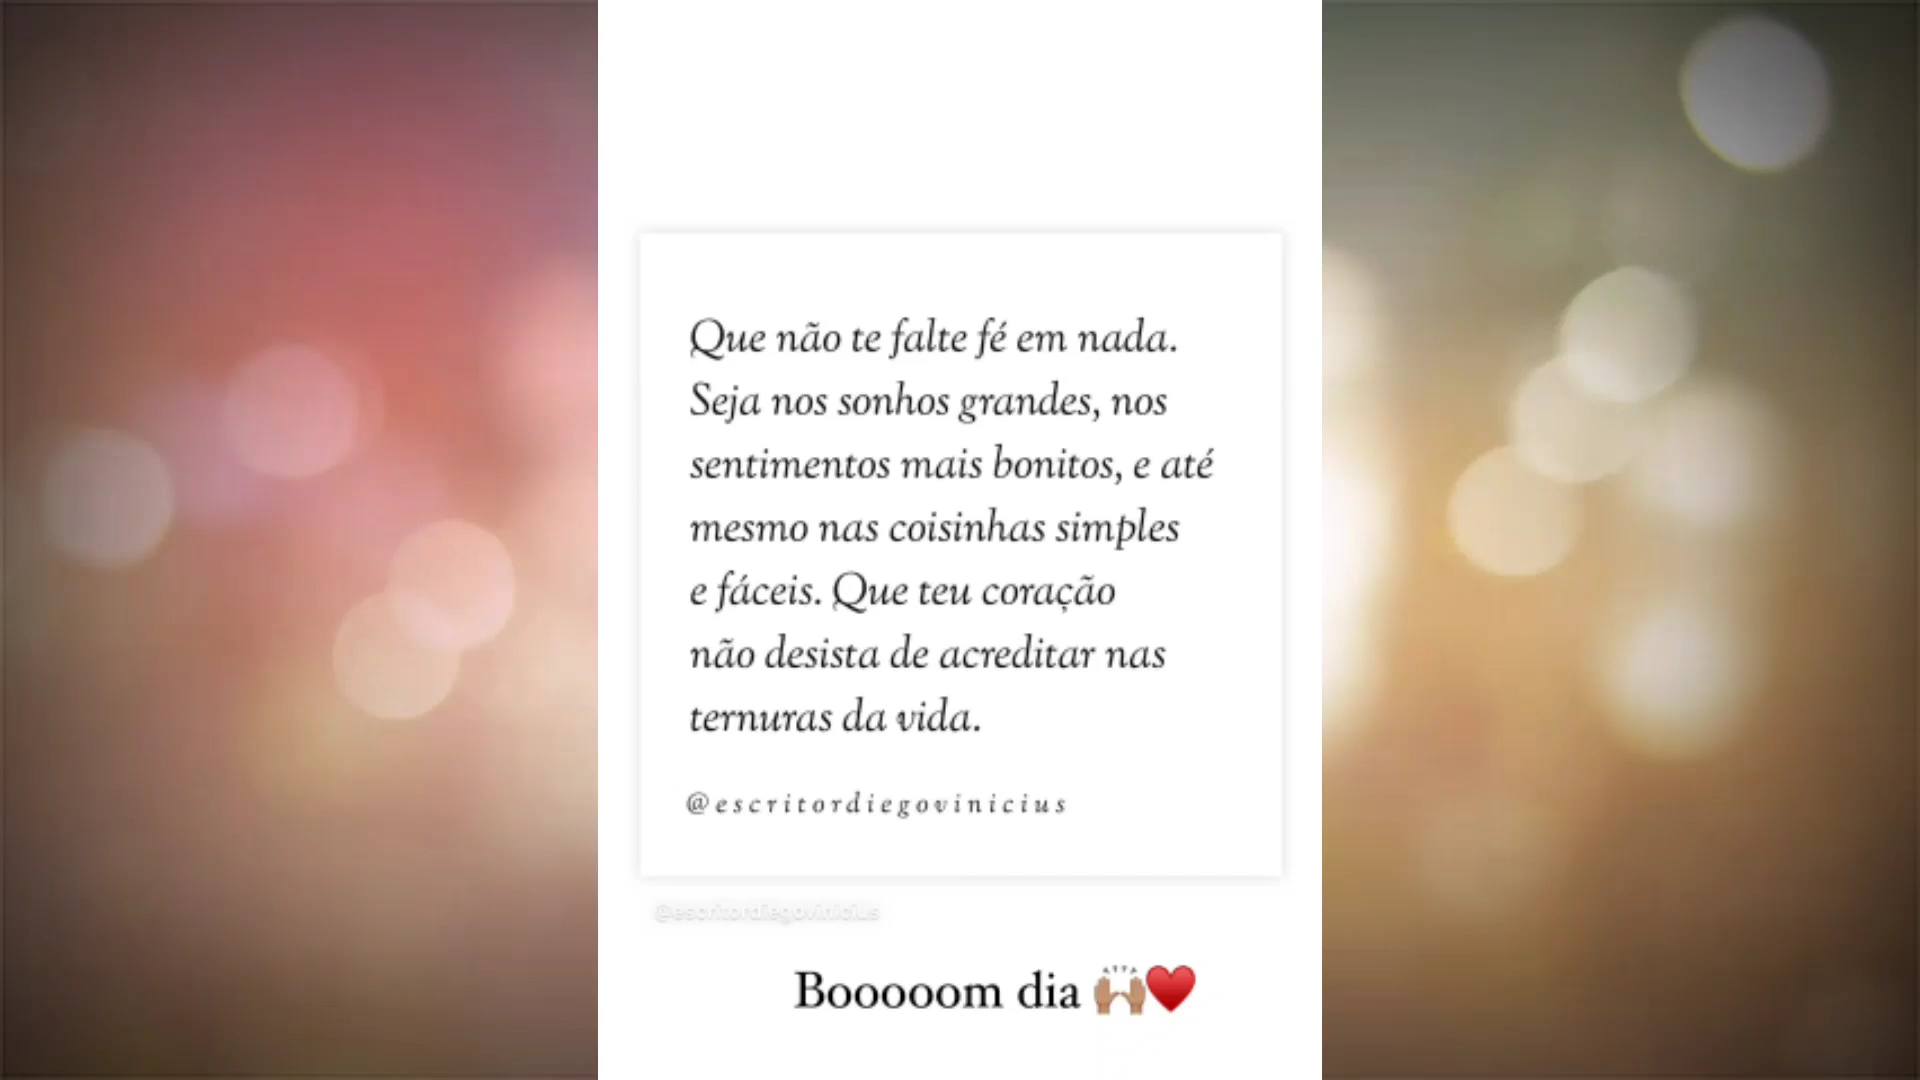 Que não te falte fé em nada.
Seja nos sonhos grandes, nos
sentimentos mais bonitos, e até
mesmo nas coisinhas simples
e fáceis. Que teu coração
não desista de acreditar nas
ternuras da vida.
@escritordiegovinicius
@escritordiegovinicius
Booooom dia 🙌🏽♥️